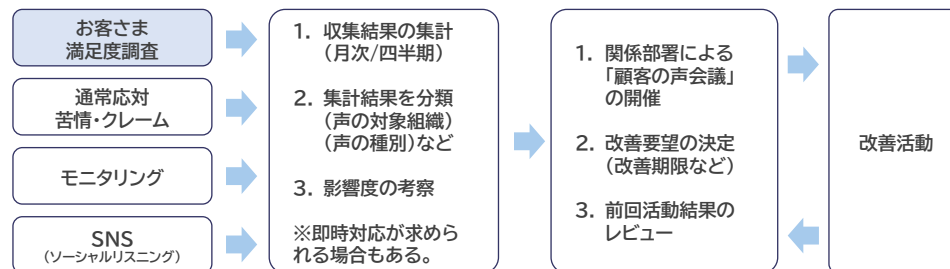 お客さま
満足度調査
通常応対
苦情・クレーム
モニタリング
SNS
(ソーシャルリスニング)
1. 収集結果の集計
(月次/四半期)
2. 集計結果を分類
(声の対象組織)
(声の種別)など
3. 影響度の考察
※即時対応が求めら
れる場合もある。
1. 関係部署による
「顧客の声会議」
の開催
2. 改善要望の決定
(改善期限など)
3. 前回活動結果の
レビュー
改善活動